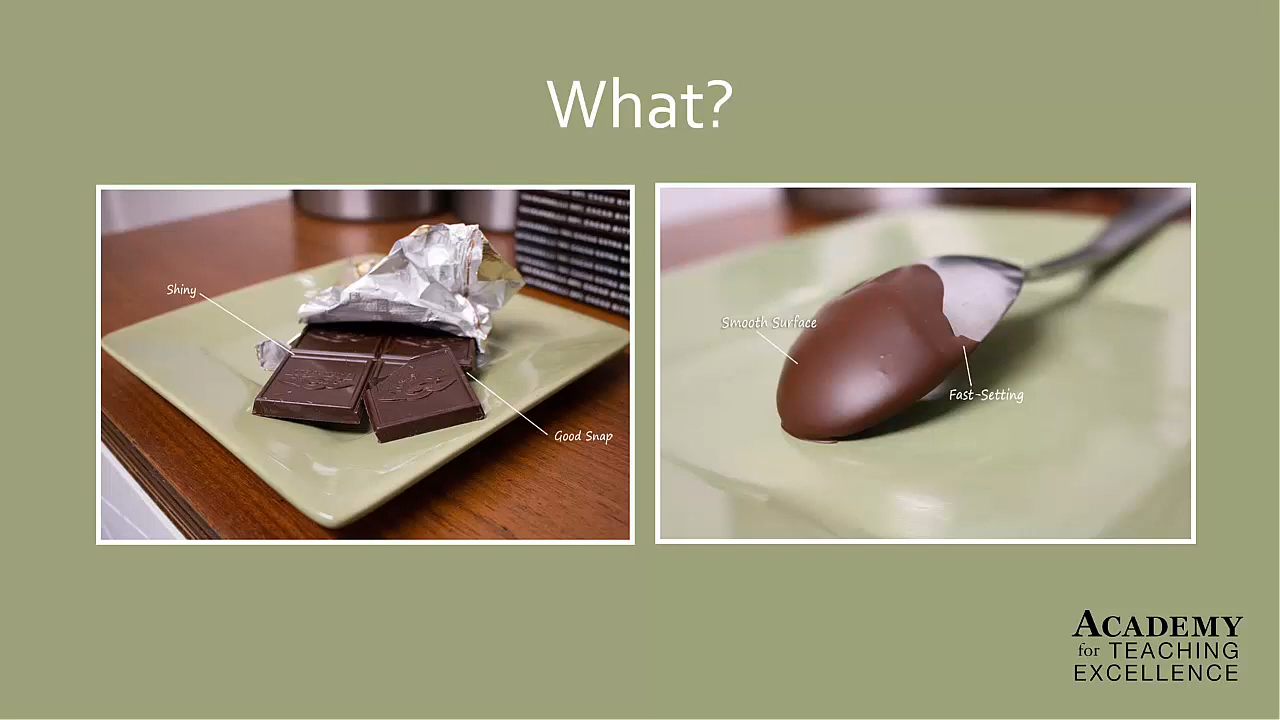 What?
Shiny
Good Snap
Smooth Surface
Fast-Setting
ACADEMY
for TEACHING
EXCELLENCE